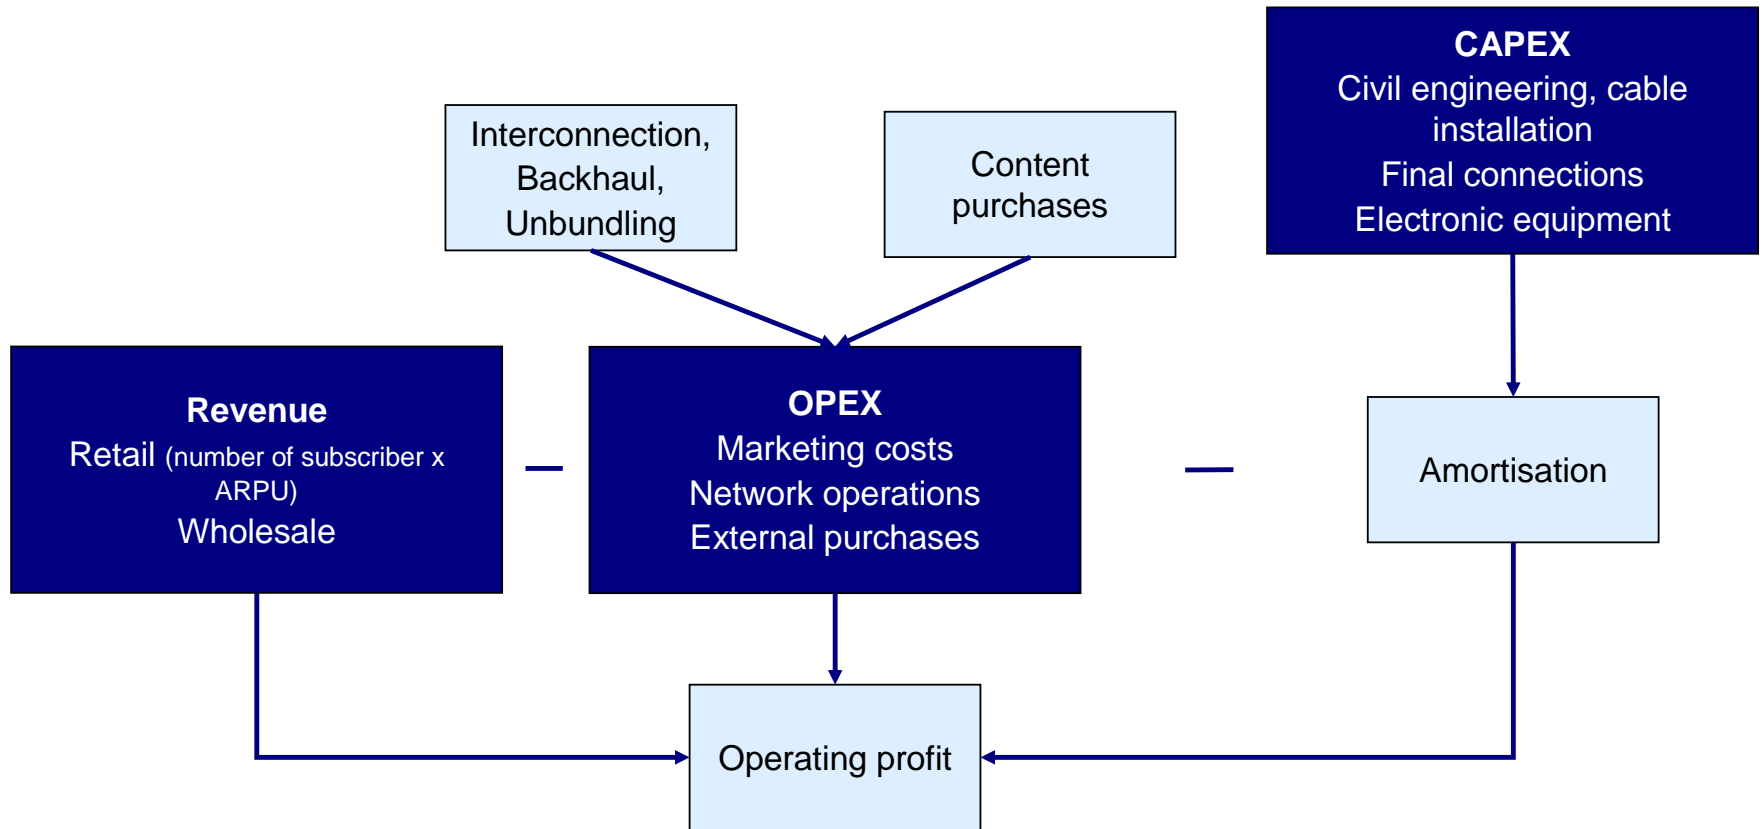 CAPEX
Civil engineering, cable
installation
Final connections
Electronic equipment
Interconnection,
Backhaul,
Unbundling
Content
purchases
Revenue
Retail (number of subscriber x
ARPU)
Wholesale
–
OPEX
Marketing costs
Network operations
External purchases
–
Amortisation
Operating profit